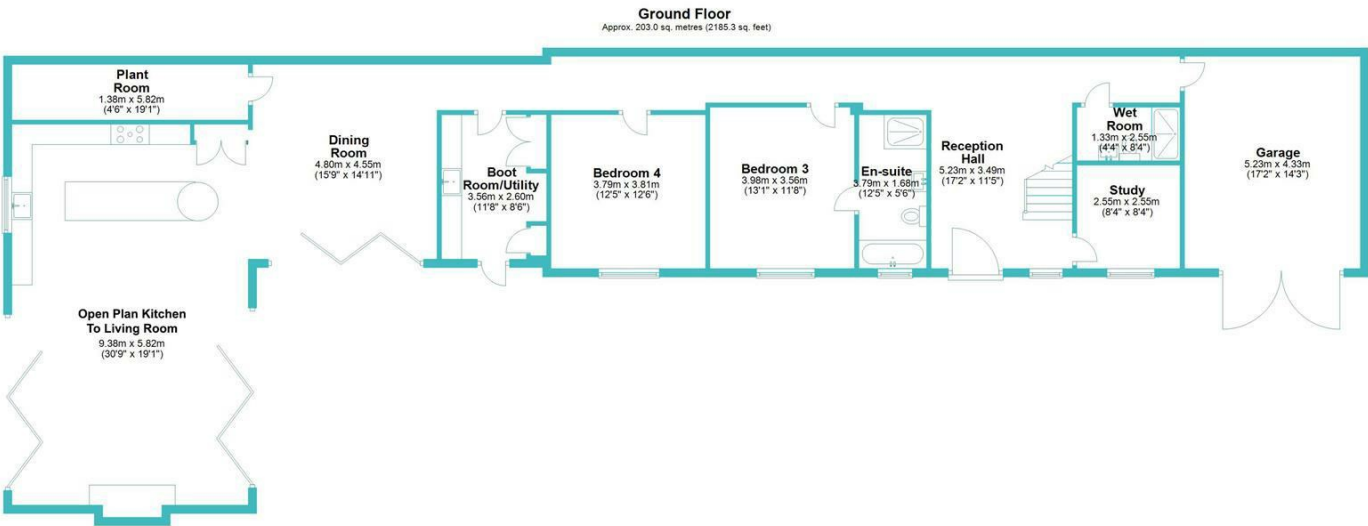 Ground Floor
Approx. 203.0 sq. metres (2185.3 sq. feet)
Plant
Room
1.38m x 5.82m
(4'6" x 19'1")
Dining
Room
4.80m x 4.55m
(15'9" x 14'11")
Boot
Room/Utility
3.56m x 2.60m
(11'8" x 8'6")
Bedroom 4
3.79m x 3.81m
(12'5" x 12'6")
Bedroom 3
3.98m x 3.56m
(13'1" x 11'8")
En-suite
3.79m x 1.68m
(12'5" x 5'6")
Reception
Hall
5.23m x 3.49m
(17'2" x 11'5")
Wet
Room
1.33m x 2.55m
(4'4" x 8'4")
Study
2.55m x 2.55m
(8'4" x 8'4")
Garage
5.23m x 4.33m
(17'2" x 14'3")
Open Plan Kitchen
To Living Room
9.38m x 5.82m
(30'9" x 19'1")